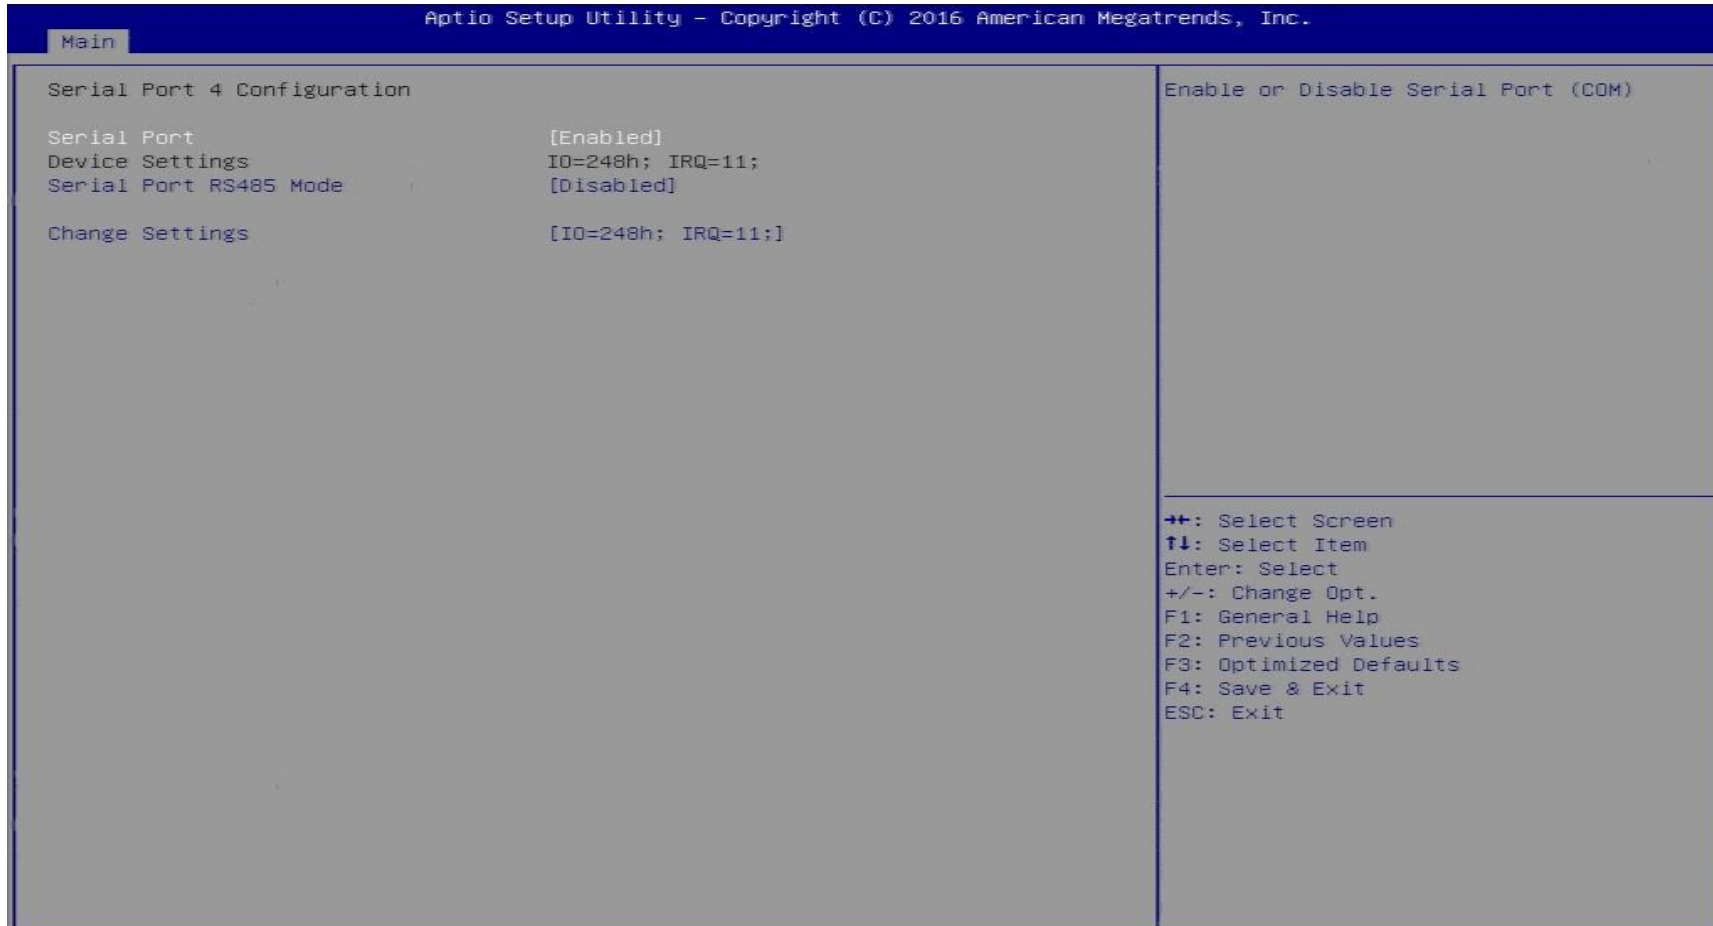 Aptio Setup Utility – Copyright (C) 2016 American Megatrends, Inc.
Main
Serial Port 4 Configuration
Serial Port [Enabled]
Device Settings IO=248h; IRQ=11;
Serial Port RS485 Mode [Disabled]
Change Settings [IO=248h; IRQ=11;]
Enable or Disable Serial Port (COM)
→←: Select Screen
↑↓: Select Item
Enter: Select
+/-: Change Opt.
F1: General Help
F2: Previous Values
F3: Optimized Defaults
F4: Save & Exit
ESC: Exit